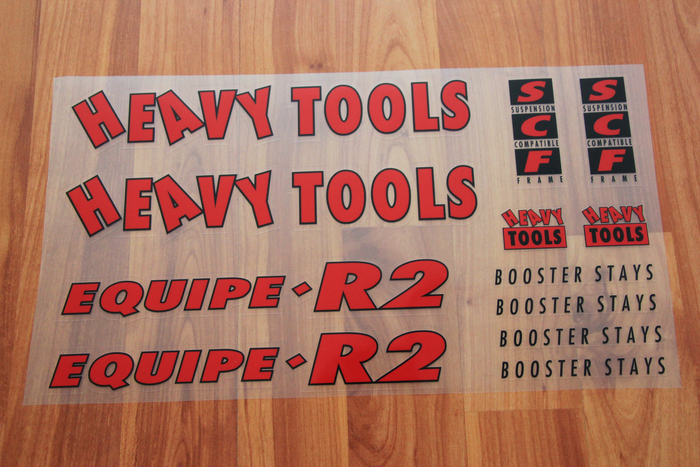 HEAVY TOOLS
HEAVY TOOLS
EQUIPE • R2
EQUIPE • R2
S
SUSPENSION
C
COMPATIBLE
F
FRAME
S
SUSPENSION
C
COMPATIBLE
F
FRAME
HEAVY
TOOLS
HEAVY
TOOLS
BOOSTER STAYS
BOOSTER STAYS
BOOSTER STAYS
BOOSTER STAYS